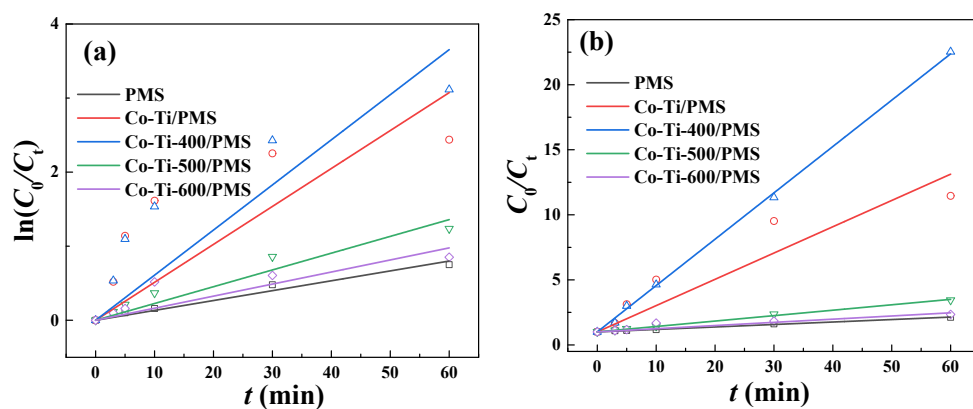 (a)
PMS
Co-Ti/PMS
Co-Ti-400/PMS
Co-Ti-500/PMS
Co-Ti-600/PMS
ln(C₀/Cₜ)
4
2
0
0 10 20 30 40 50 60
t (min)
(b)
PMS
Co-Ti/PMS
Co-Ti-400/PMS
Co-Ti-500/PMS
Co-Ti-600/PMS
C₀/Cₜ
25
20
15
10
5
0
0 10 20 30 40 50 60
t (min)